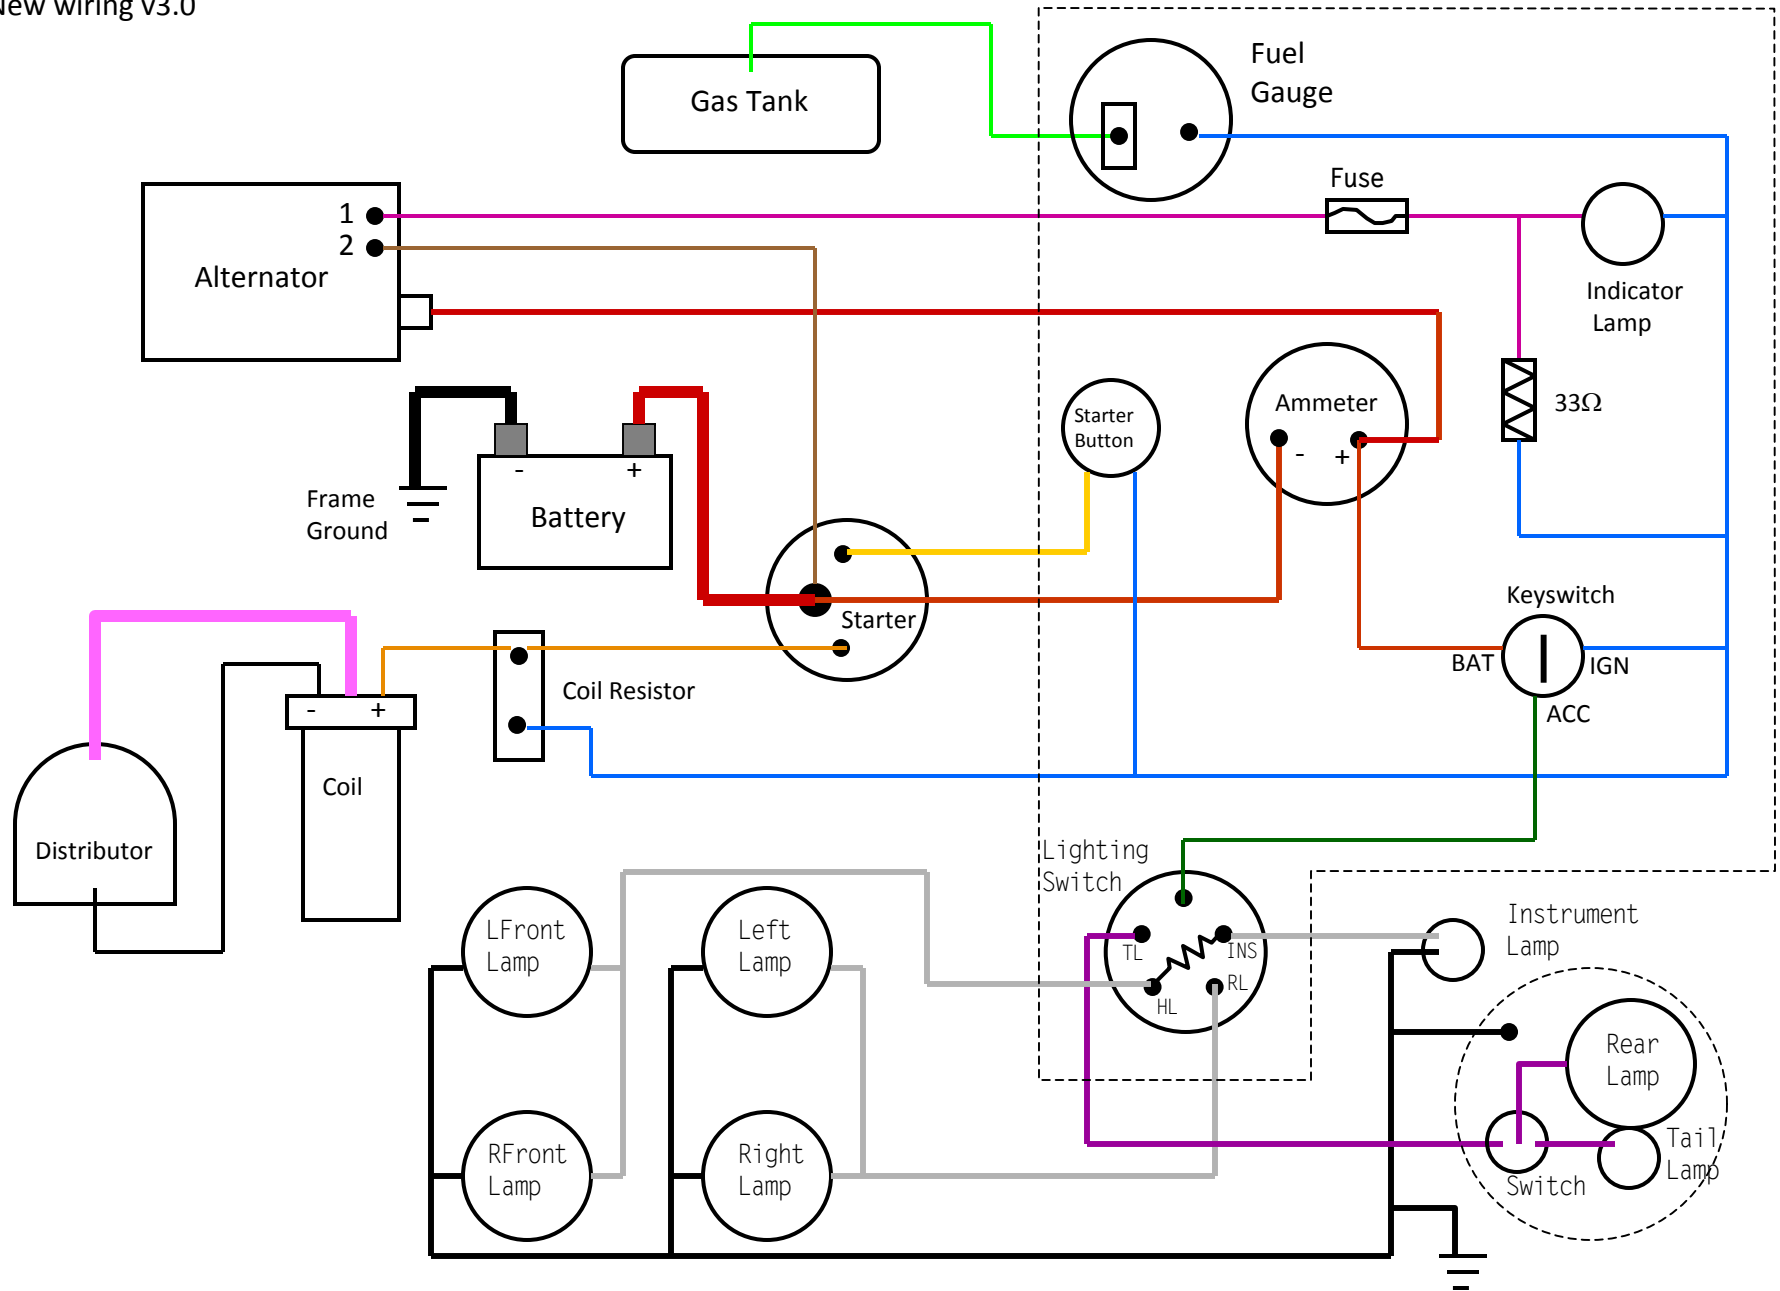 New wiring v3.0
Fuel
Gauge
Gas Tank
Fuse
1
2
Alternator
Indicator
Lamp
Starter
Button
Ammeter
- +
33Ω
- +
Battery
Frame
Ground
Starter
Keyswitch
BAT
IGN
ACC
Coil Resistor
- +
Coil
Distributor
Lighting
Switch
TL
INS
HL
RL
LFront
Lamp
Left
Lamp
Instrument
Lamp
Rear
Lamp
RFront
Lamp
Right
Lamp
Tail
Lamp
Switch